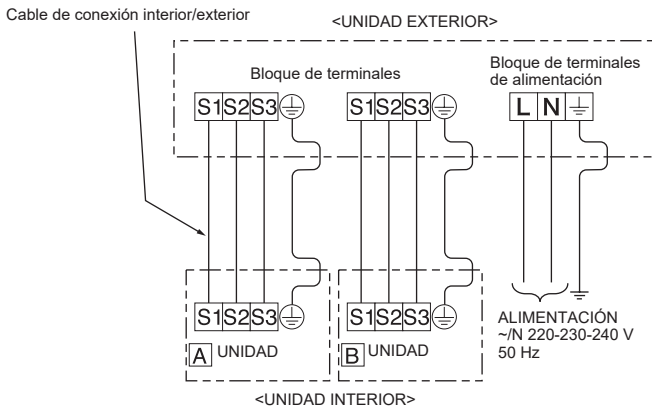 Cable de conexión interior/exterior
<UNIDAD EXTERIOR>
Bloque de terminales
Bloque de terminales
de alimentación
S1 S2 S3
S1 S2 S3
L N
S1 S2 S3
S1 S2 S3
A UNIDAD
B UNIDAD
ALIMENTACIÓN
~/N 220-230-240 V
50 Hz
<UNIDAD INTERIOR>